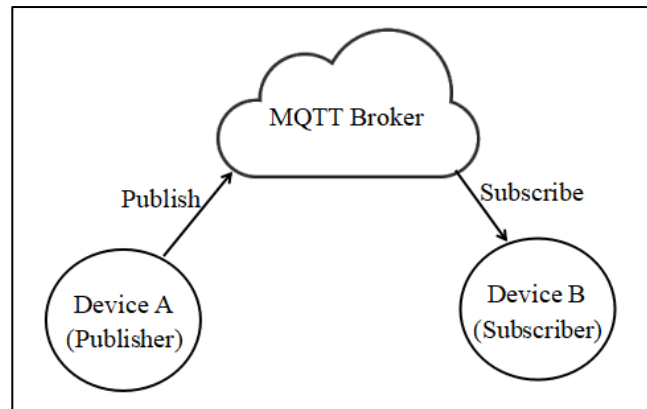 MQTT Broker
Publish
Subscribe
Device A
(Publisher)
Device B
(Subscriber)